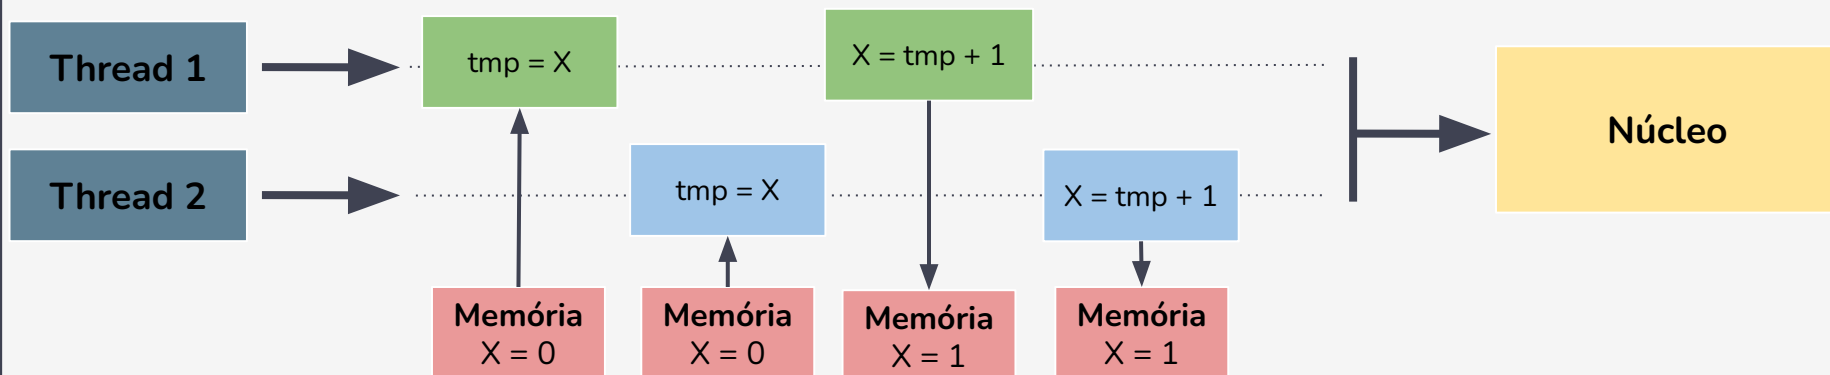 Thread 1
tmp = X
X = tmp + 1
Núcleo
Thread 2
tmp = X
X = tmp + 1
Memória
X = 0
Memória
X = 0
Memória
X = 1
Memória
X = 1